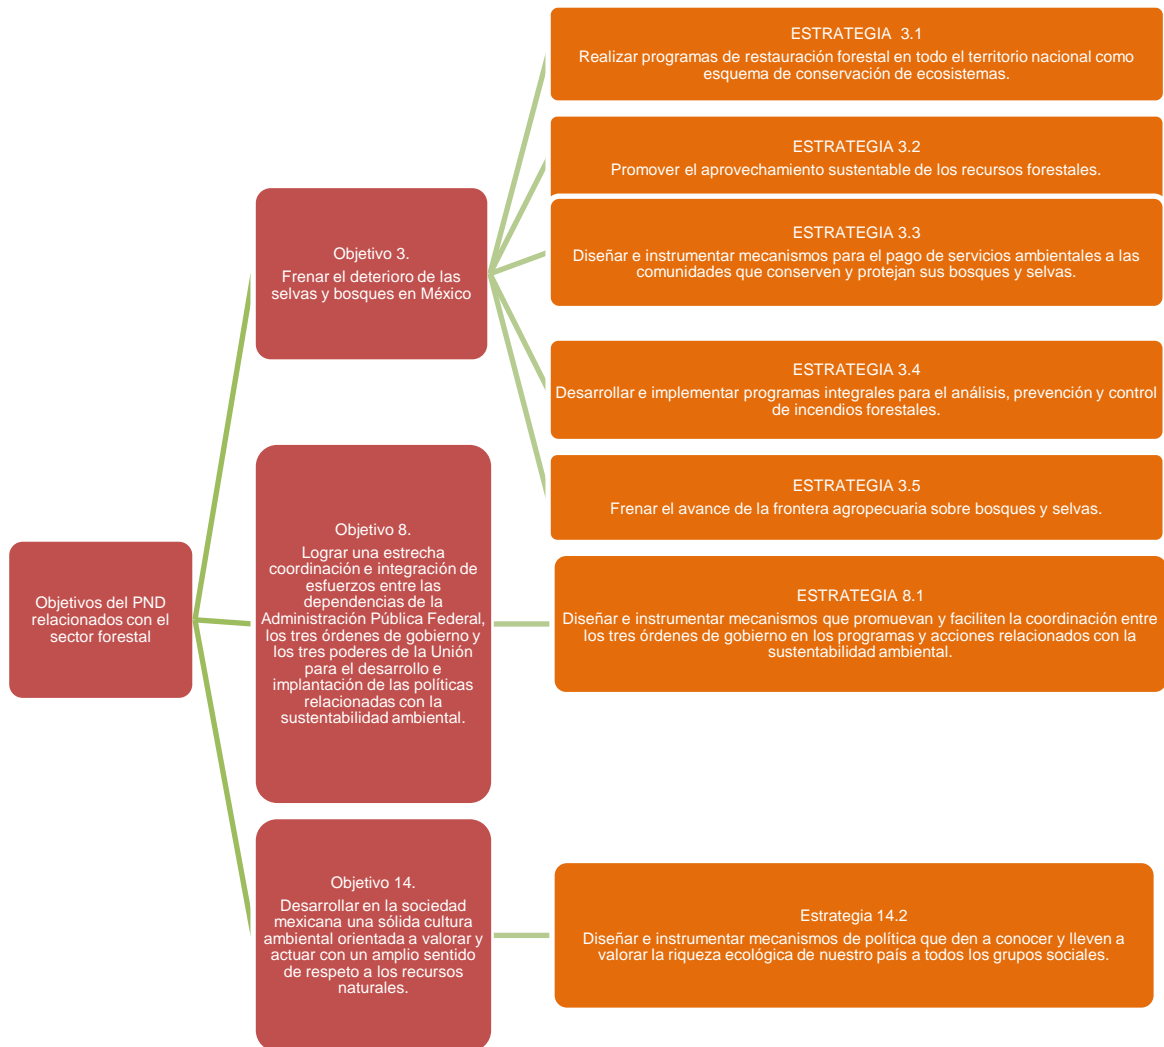 Objetivos del PND
relacionados con el
sector forestal
Objetivo 3.
Frenar el deterioro de las
selvas y bosques en México
ESTRATEGIA 3.1
Realizar programas de restauración forestal en todo el territorio nacional como
esquema de conservación de ecosistemas.
ESTRATEGIA 3.2
Promover el aprovechamiento sustentable de los recursos forestales.
ESTRATEGIA 3.3
Diseñar e instrumentar mecanismos para el pago de servicios ambientales a las
comunidades que conserven y protejan sus bosques y selvas.
ESTRATEGIA 3.4
Desarrollar e implementar programas integrales para el análisis, prevención y control
de incendios forestales.
ESTRATEGIA 3.5
Frenar el avance de la frontera agropecuaria sobre bosques y selvas.
Objetivo 8.
Lograr una estrecha
coordinación e integración de
esfuerzos entre las
dependencias de la
Administración Pública Federal,
los tres órdenes de gobierno y
los tres poderes de la Unión
para el desarrollo e
implantación de las políticas
relacionadas con la
sustentabilidad ambiental.
ESTRATEGIA 8.1
Diseñar e instrumentar mecanismos que promuevan y faciliten la coordinación entre
los tres órdenes de gobierno en los programas y acciones relacionados con la
sustentabilidad ambiental.
Objetivo 14.
Desarrollar en la sociedad
mexicana una sólida cultura
ambiental orientada a valorar y
actuar con un amplio sentido
de respeto a los recursos
naturales.
Estrategia 14.2
Diseñar e instrumentar mecanismos de política que den a conocer y lleven a
valorar la riqueza ecológica de nuestro país a todos los grupos sociales.